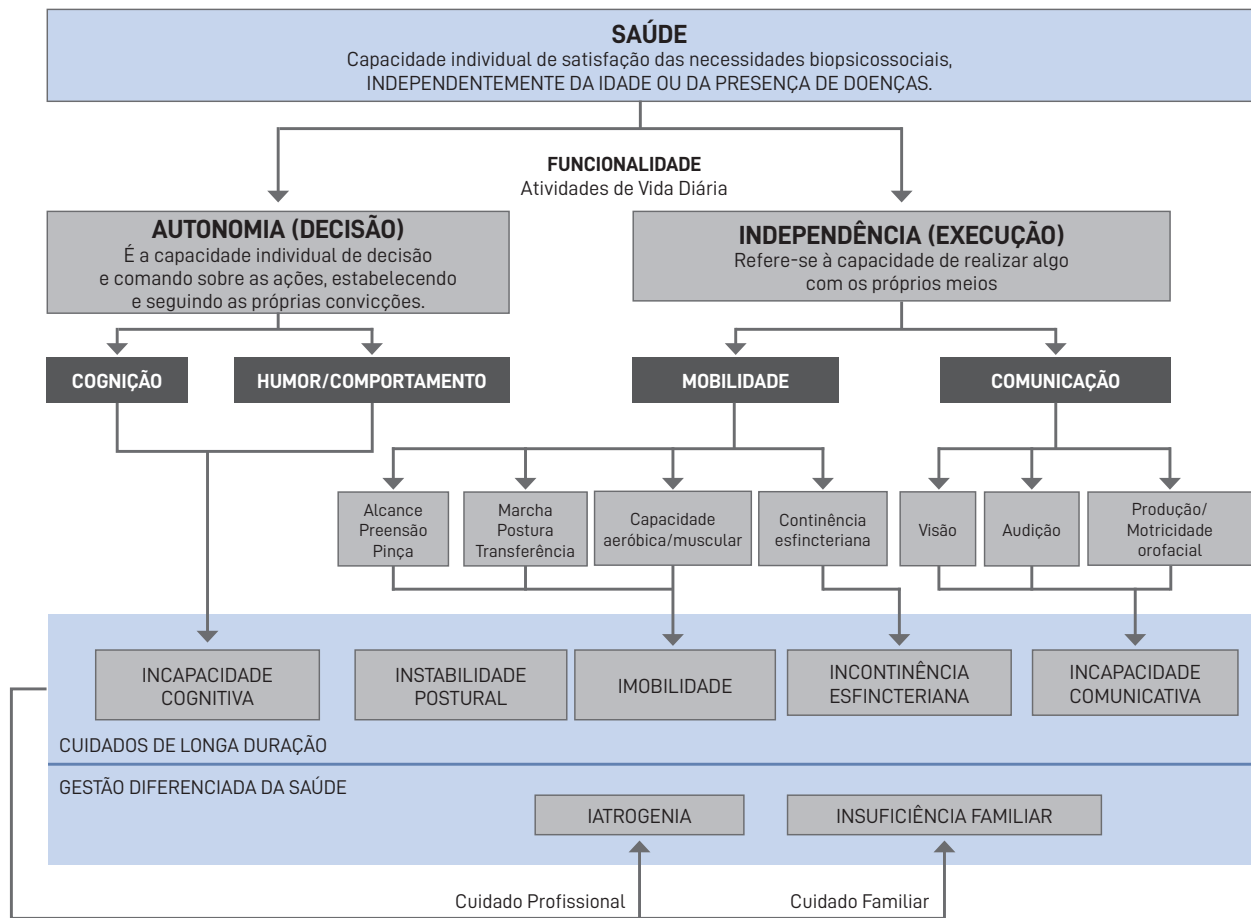 SAÚDE
Capacidade individual de satisfação das necessidades biopsicossociais,
INDEPENDENTEMENTE DA IDADE OU DA PRESENÇA DE DOENÇAS.
FUNCIONALIDADE
Atividades de Vida Diária
AUTONOMIA (DECISÃO)
É a capacidade individual de decisão
e comando sobre as ações, estabelecendo
e seguindo as próprias convicções.
INDEPENDÊNCIA (EXECUÇÃO)
Refere-se à capacidade de realizar algo
com os próprios meios
COGNIÇÃO
HUMOR/COMPORTAMENTO
MOBILIDADE
COMUNICAÇÃO
Alcance
Preensão
Pinça
Marcha
Postura
Transferência
Capacidade
aeróbica/muscular
Continência
esfincteriana
Visão
Audição
Produção/
Motricidade
orofacial
INCAPACIDADE
COGNITIVA
INSTABILIDADE
POSTURAL
IMOBILIDADE
INCONTINÊNCIA
ESFINCTERIANA
INCAPACIDADE
COMUNICATIVA
CUIDADOS DE LONGA DURAÇÃO
GESTÃO DIFERENCIADA DA SAÚDE
IATROGENIA
INSUFICIÊNCIA FAMILIAR
Cuidado Profissional
Cuidado Familiar